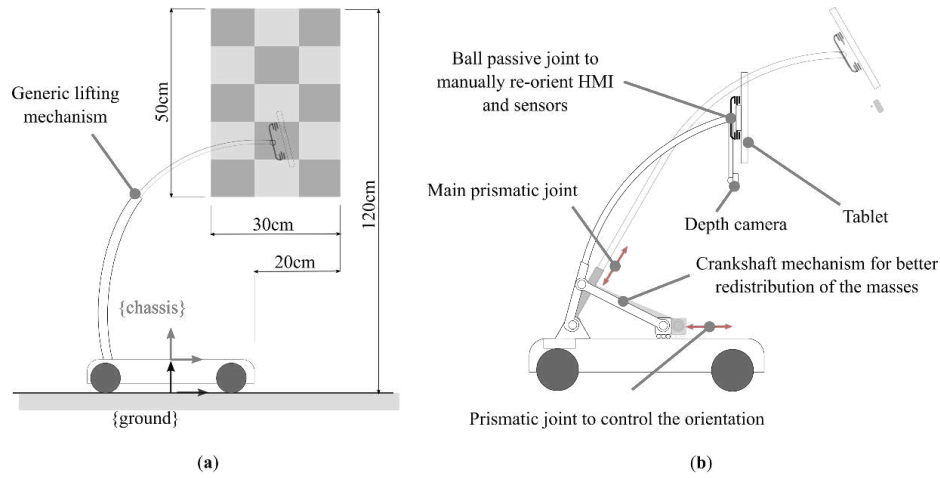 Generic lifting
mechanism
50cm
30cm
20cm
120cm
{chassis}
{ground}
(a)
Ball passive joint to
manually re-orient HMI
and sensors
Main prismatic joint
Depth camera
Tablet
Crankshaft mechanism for better
redistribution of the masses
Prismatic joint to control the orientation
(b)